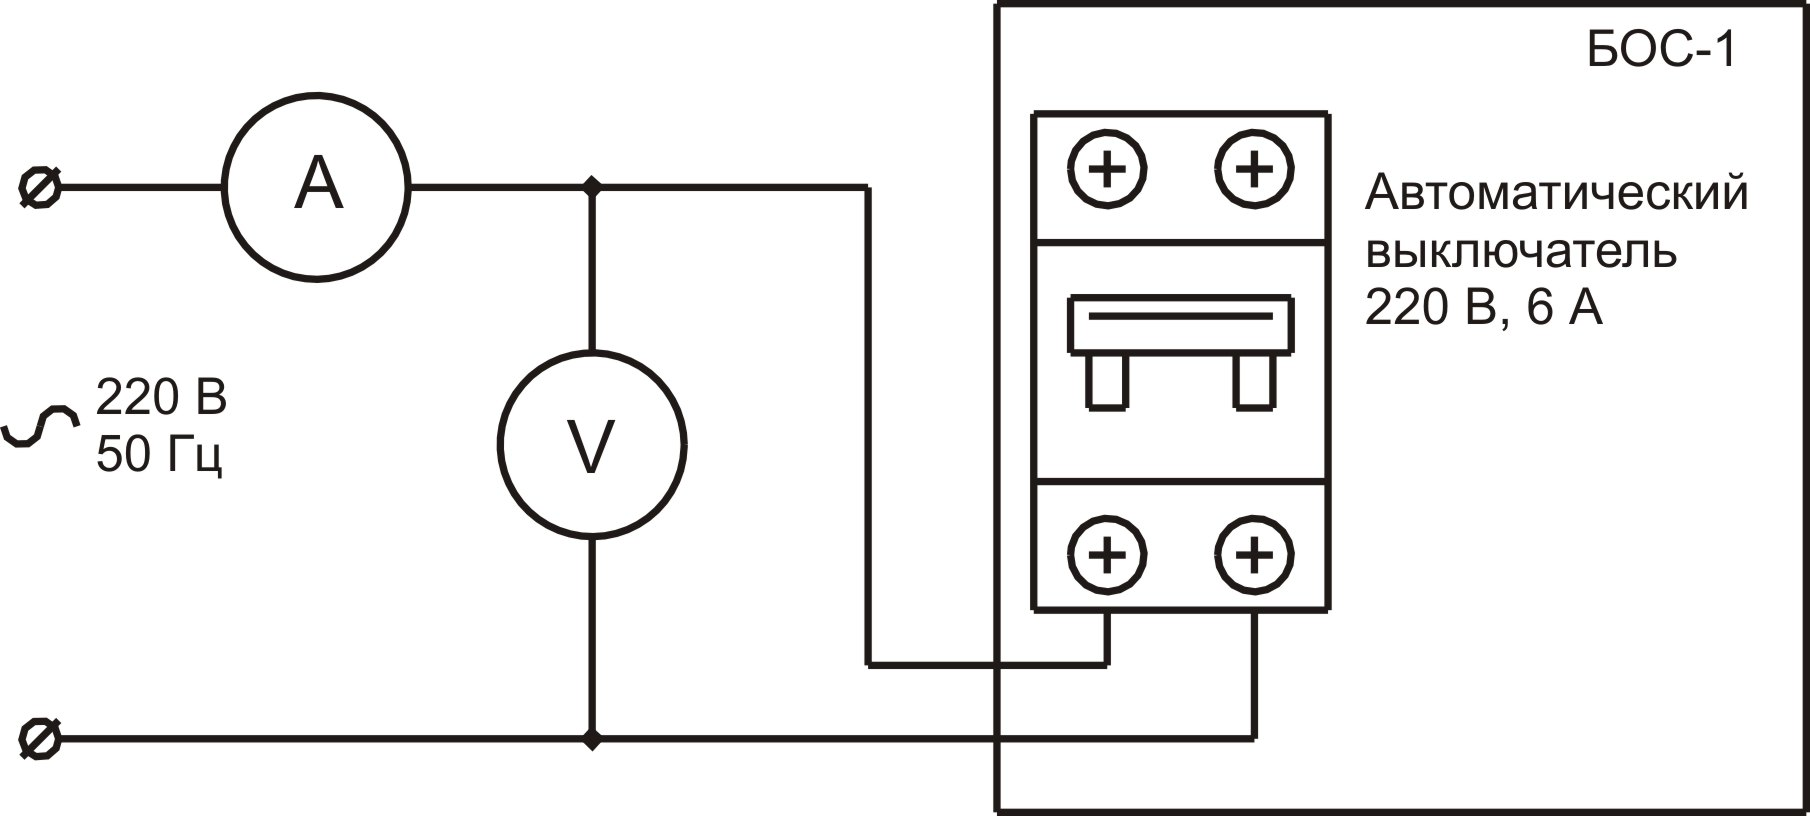 БОС-1
А
Автоматический
выключатель
220 В, 6 А
220 В
50 Гц
V